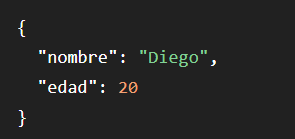 {
  "nombre": "Diego",
  "edad": 20
}